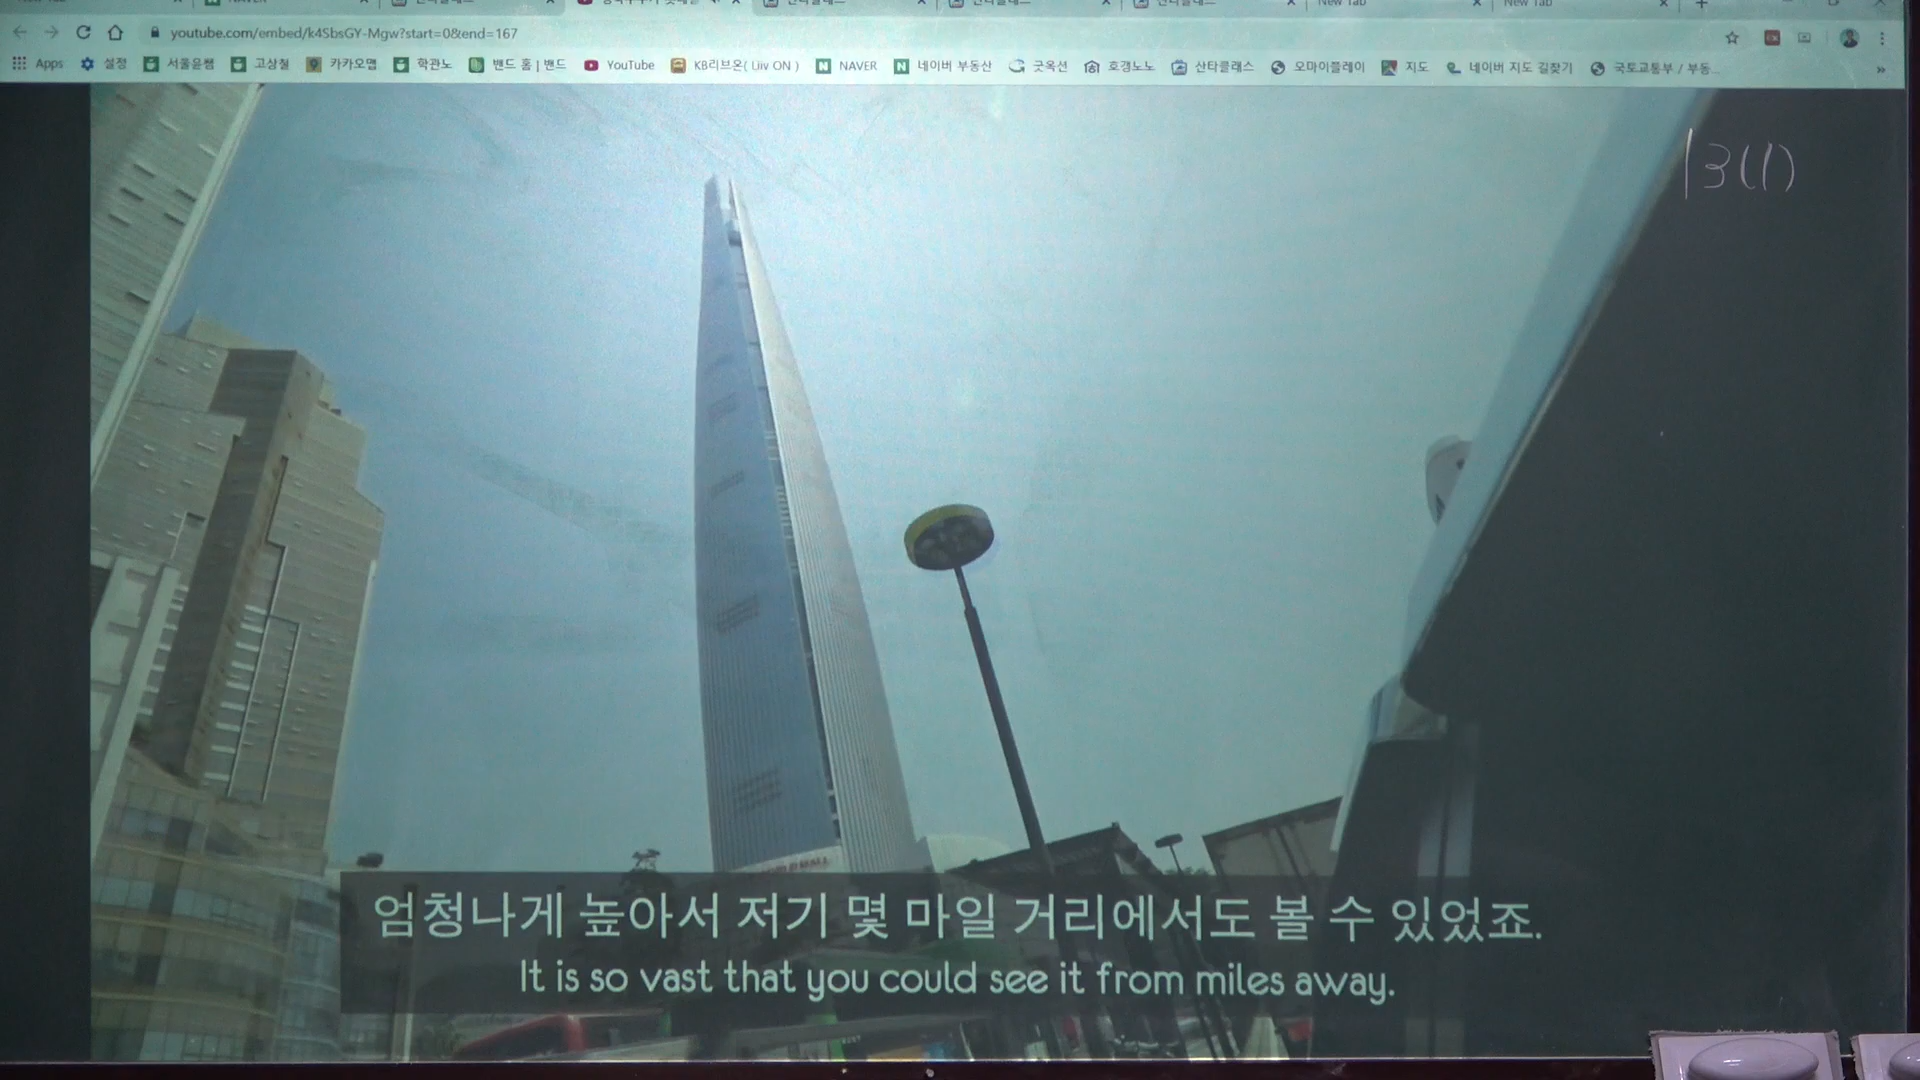 NAVER
New Tab
New Tab
youtube.com/embed/k4SbsGY-Mgw?start=0&end=167
Apps 설정 서울윤쌤 고상철 카카오맵 학관노 밴드 홈 | 밴드 YouTube KB리브온( Liiv ON ) NAVER 네이버 부동산 굿옥션 호갱노노 산타클래스 오마이플레이 지도 네이버 지도 길찾기 국토교통부 / 부동...
13(1)
엄청나게 높아서 저기 몇 마일 거리에서도 볼 수 있었죠.
It is so vast that you could see it from miles away.